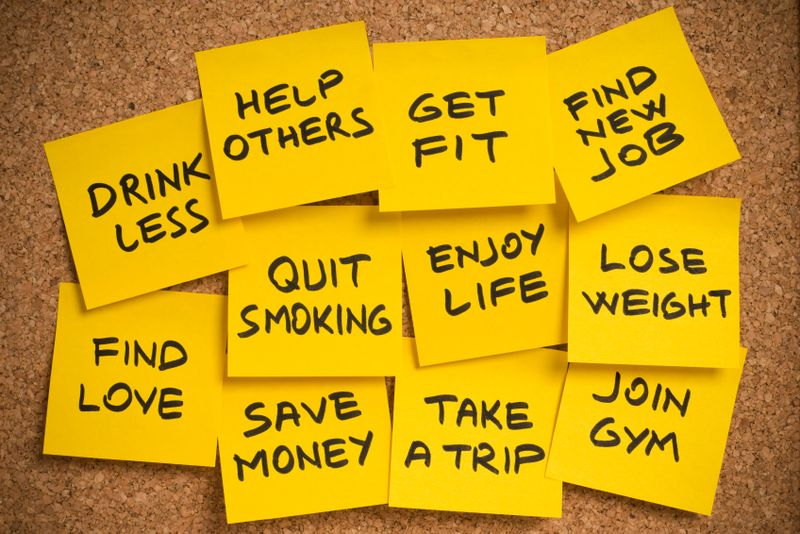 HELP
OTHERS
GET
FIT
FIND
NEW
JOB
DRINK
LESS
QUIT
SMOKING
ENJOY
LIFE
LOSE
WEIGHT
FIND
LOVE
SAVE
MONEY
TAKE
A TRIP
JOIN
GYM